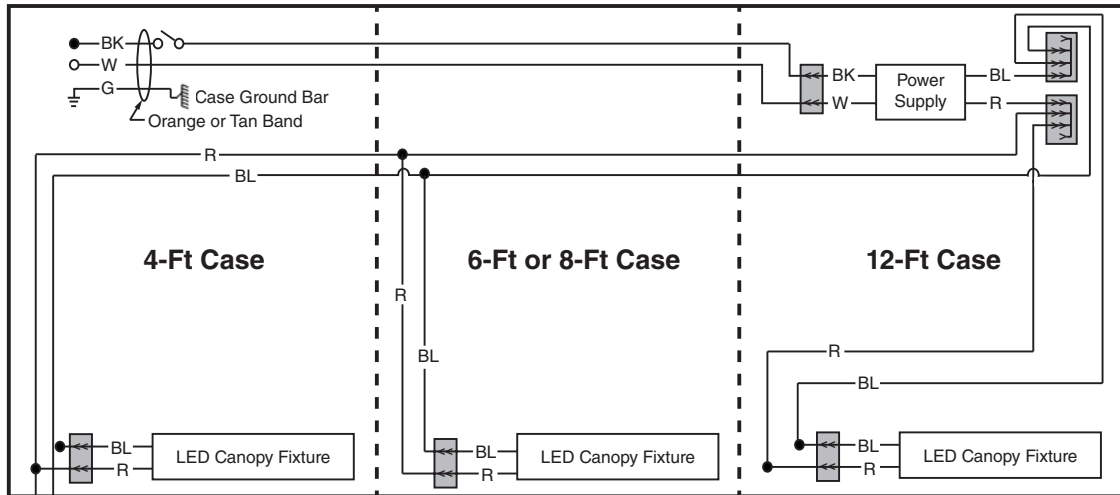 BK
W
G
Case Ground Bar
Orange or Tan Band
BK
W
Power
Supply
BL
R
R
BL
4-Ft Case
6-Ft or 8-Ft Case
12-Ft Case
R
BL
R
BL
BL
R
LED Canopy Fixture
BL
R
LED Canopy Fixture
BL
R
LED Canopy Fixture